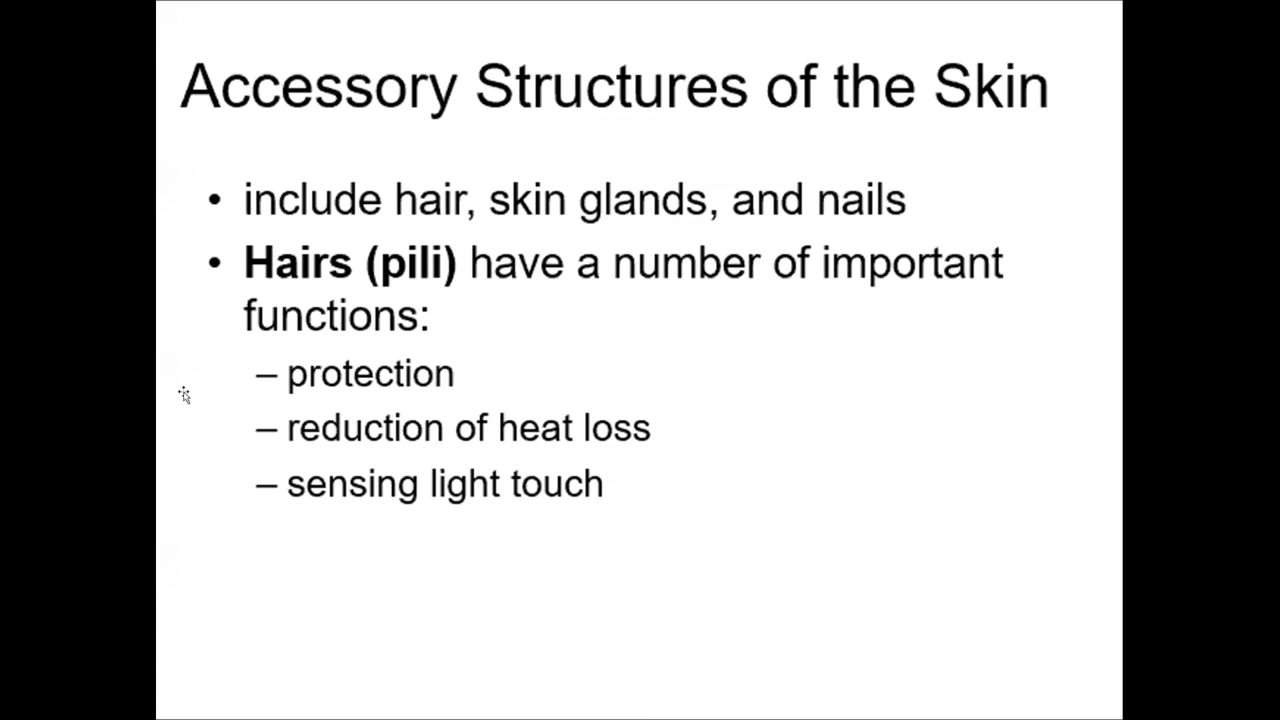 Accessory Structures of the Skin
• include hair, skin glands, and nails
• Hairs (pili) have a number of important
functions:
– protection
– reduction of heat loss
– sensing light touch